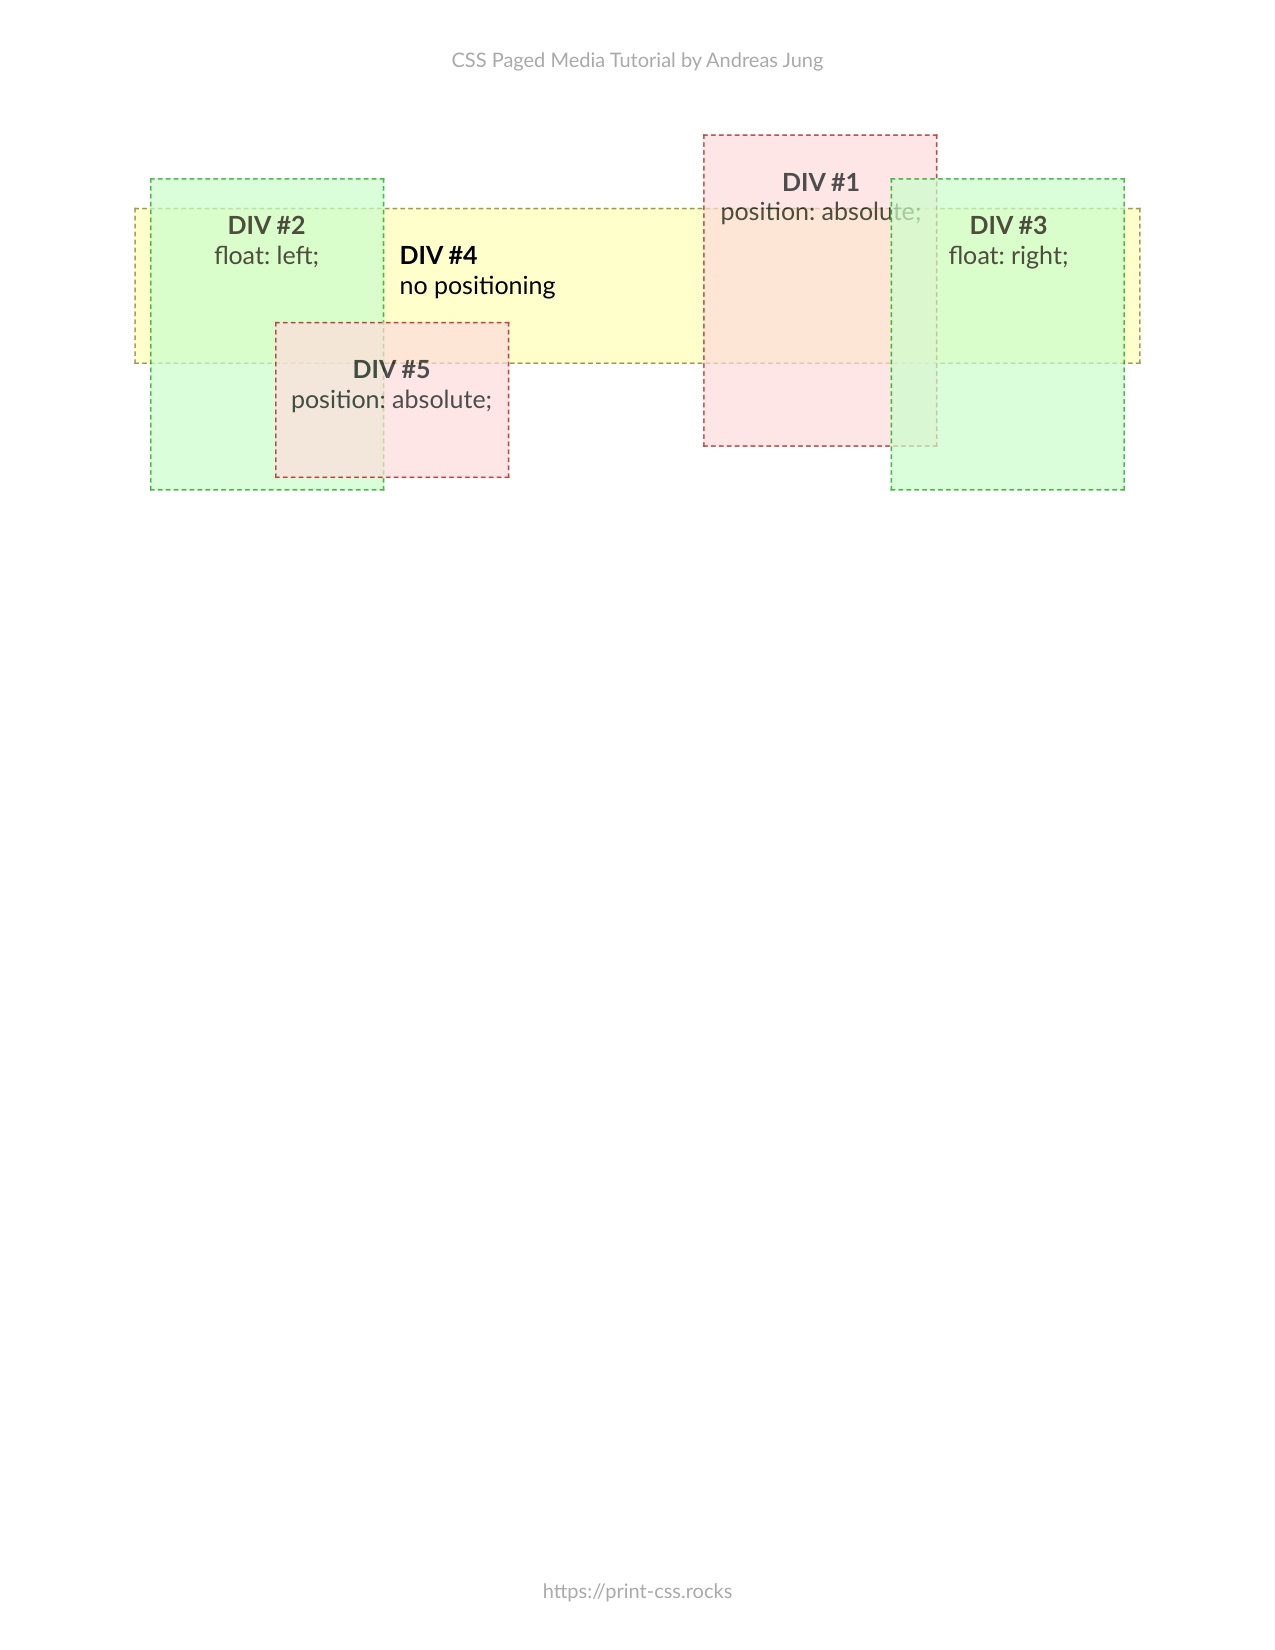 CSS Paged Media Tutorial by Andreas Jung
DIV #1
position: absolute;
DIV #2
float: left;
DIV #3
float: right;
DIV #4
no positioning
DIV #5
position: absolute;
https://print-css.rocks